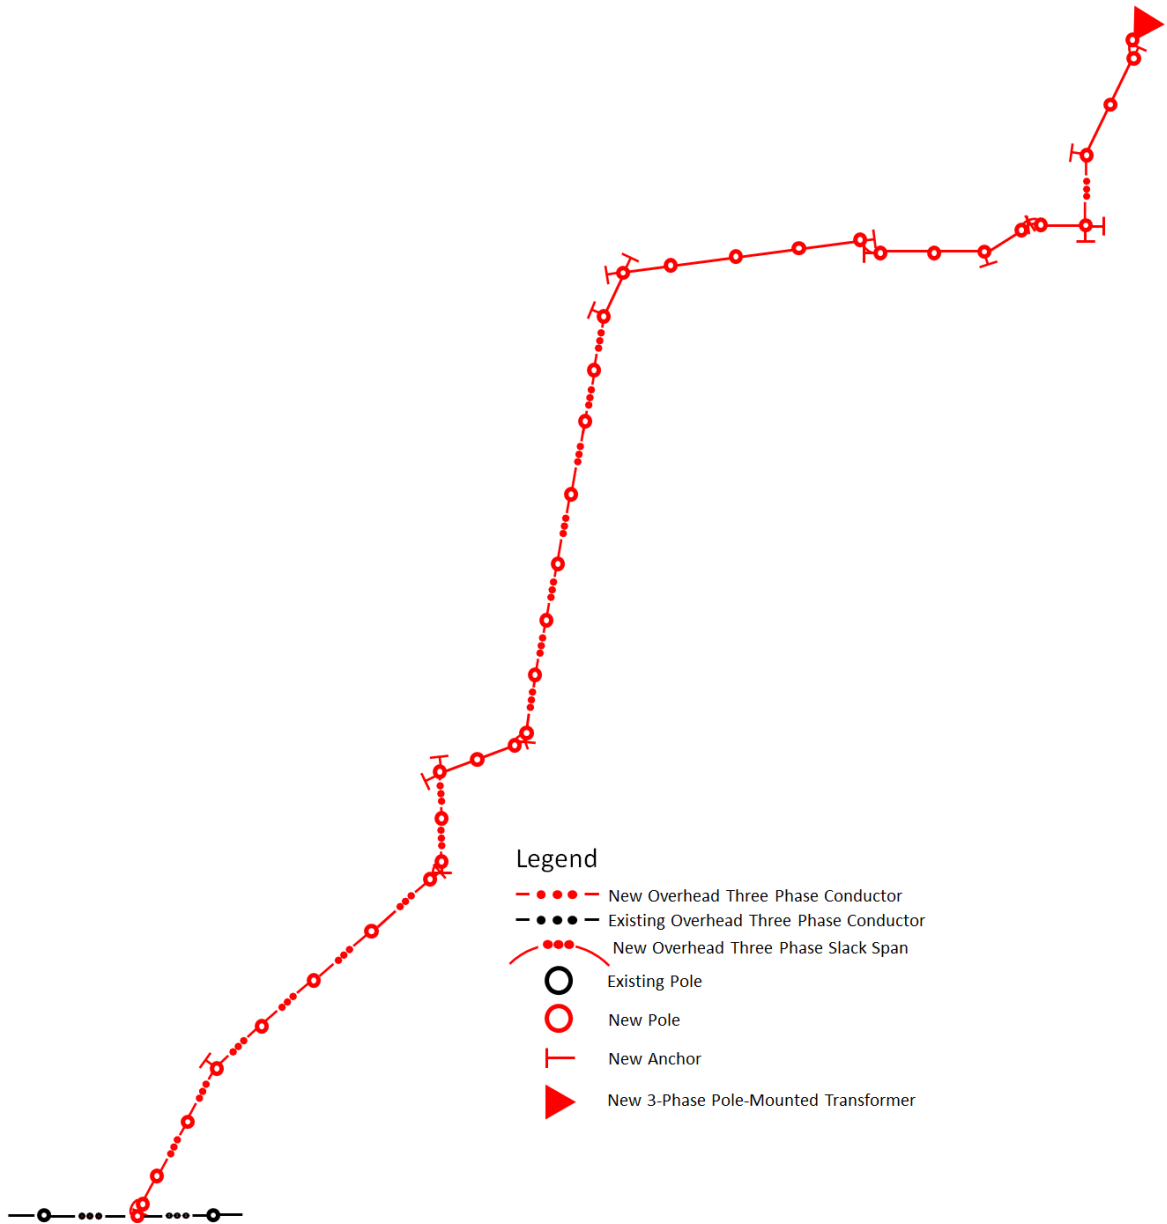 Legend
New Overhead Three Phase Conductor
Existing Overhead Three Phase Conductor
New Overhead Three Phase Slack Span
Existing Pole
New Pole
New Anchor
New 3-Phase Pole-Mounted Transformer